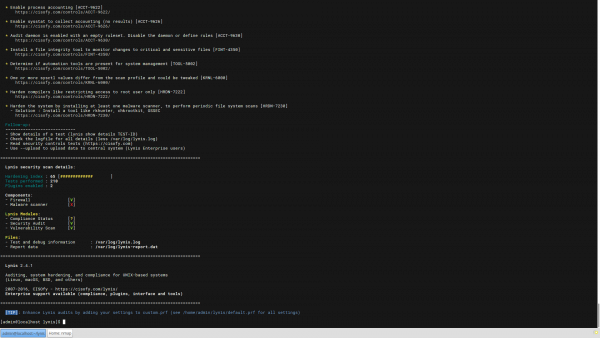 * Enable process accounting [ACCT-9622]
https://cisofy.com/controls/ACCT-9622/
* Enable sysstat to collect accounting (no results) [ACCT-9626]
https://cisofy.com/controls/ACCT-9626/
* Audit daemon is enabled with an empty ruleset. Disable the daemon or define rules [ACCT-9630]
https://cisofy.com/controls/ACCT-9630/
* Install a file integrity tool to monitor changes to critical and sensitive files [FINT-4350]
https://cisofy.com/controls/FINT-4350/
* Determine if automation tools are present for system management [TOOL-5002]
https://cisofy.com/controls/TOOL-5002/
* One or more sysctl values differ from the scan profile and could be tweaked [KRNL-6000]
https://cisofy.com/controls/KRNL-6000/
* Harden compilers like restricting access to root user only [HRDN-7222]
https://cisofy.com/controls/HRDN-7222/
* Harden the system by installing at least one malware scanner, to perform periodic file system scans [HRDN-7230]
- Solution : Install a tool like rkhunter, chkrootkit, OSSEC
https://cisofy.com/controls/HRDN-7230/
Follow-up:
----------------------------
- Show details of a test (lynis show details TEST-ID)
- Check the logfile for all details (less /var/log/lynis.log)
- Read security controls texts (https://cisofy.com)
- Use --upload to upload data to central system (Lynis Enterprise users)
Lynis security scan details:
Tests performed : 210
Plugins enabled : 2
Components:
- Firewall [V]
- Malware scanner
Lynis Modules:
- Compliance Status [?]
- Security Audit [V]
- Vulnerability Scan [V]
Files:
- Test and debug information : /var/log/lynis.log
- Report data : /var/log/lynis-report.dat
Lynis 2.4.1
Auditing, system hardening, and compliance for UNIX-based systems
(Linux, macOS, BSD, and others)
2007-2016, CISOfy - https://cisofy.com/lynis/
Enterprise support available (compliance, plugins, interface and tools)
[TIP]: Enhance Lynis audits by adding your settings to custom.prf (see /home/admin/lynis/default.prf for all settings)
[admin@localhost lynis]$
admin@localhost:~/lynis